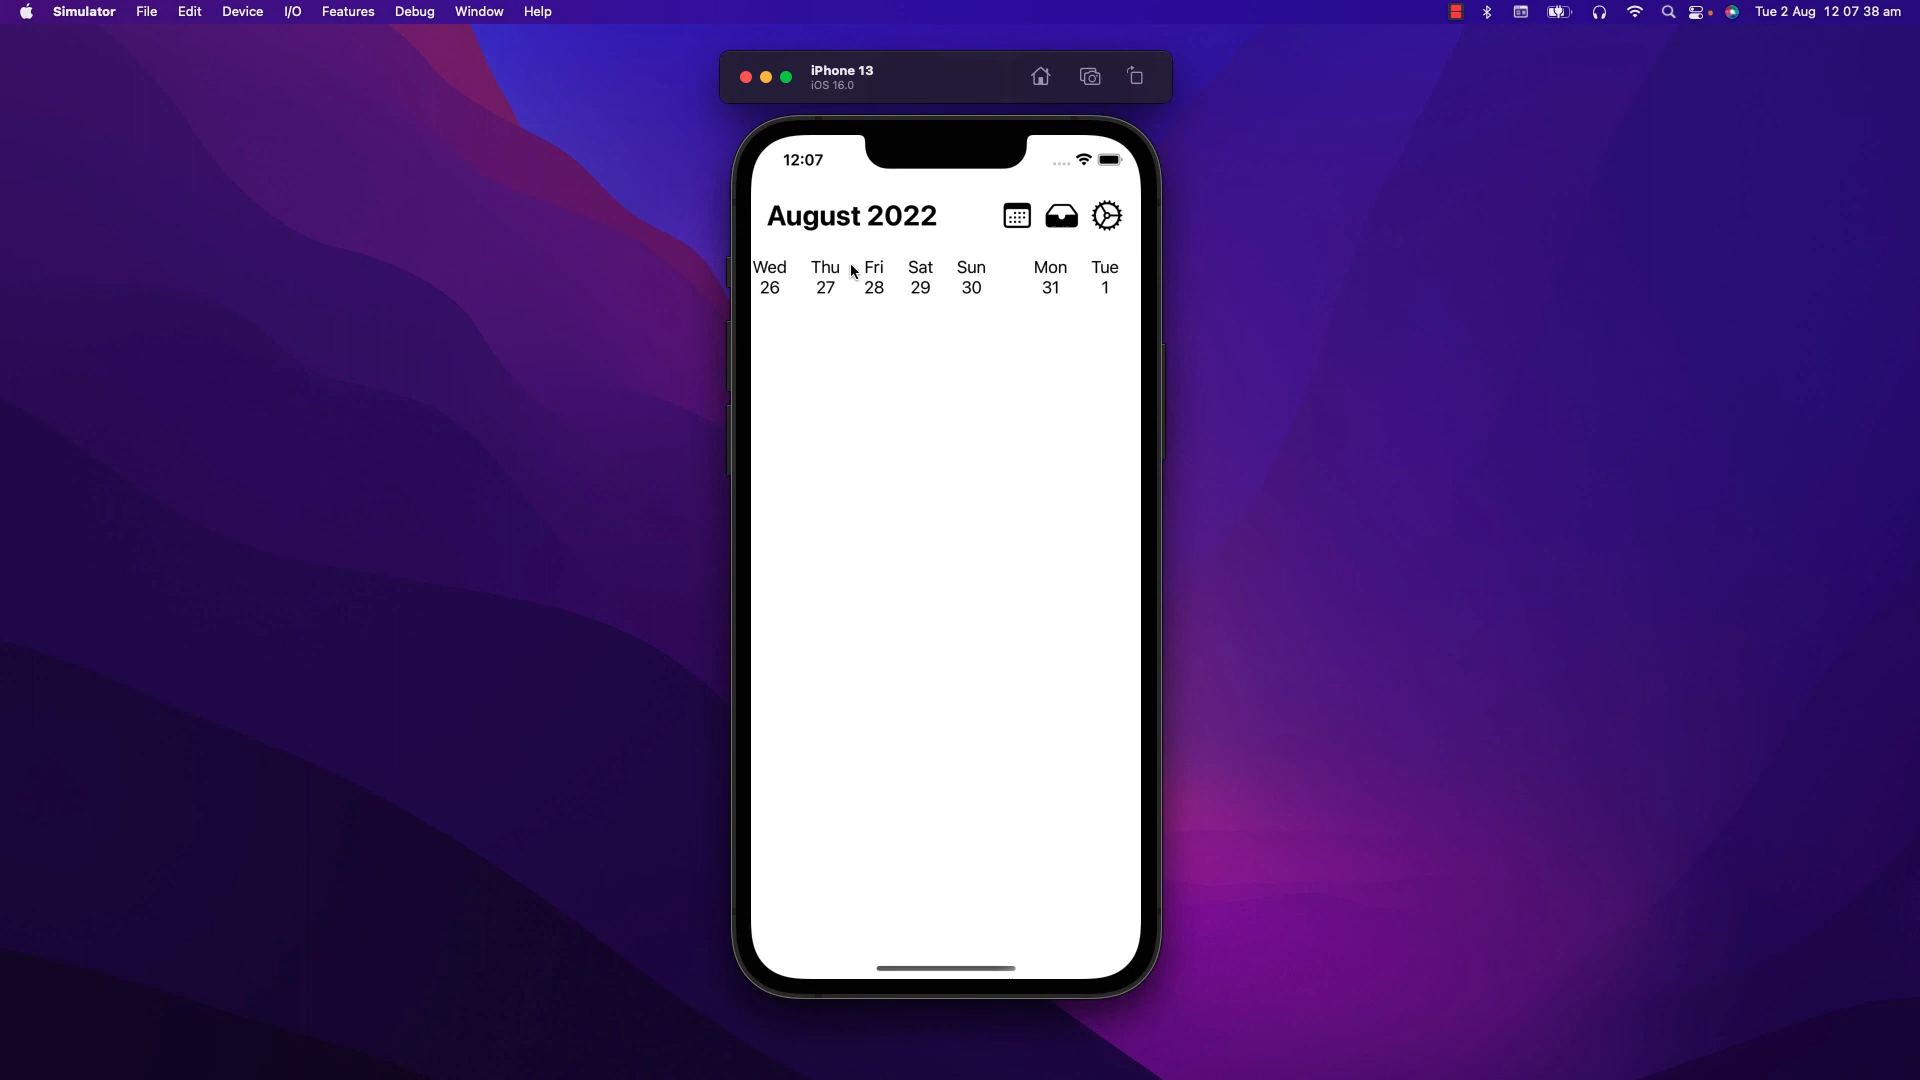 Simulator File Edit Device I/O Features Debug Window Help Tue 2 Aug 12 07 38 am
iPhone 13
iOS 16.0
12:07
August 2022
Wed Thu Fri Sat Sun Mon Tue
26 27 28 29 30 31 1